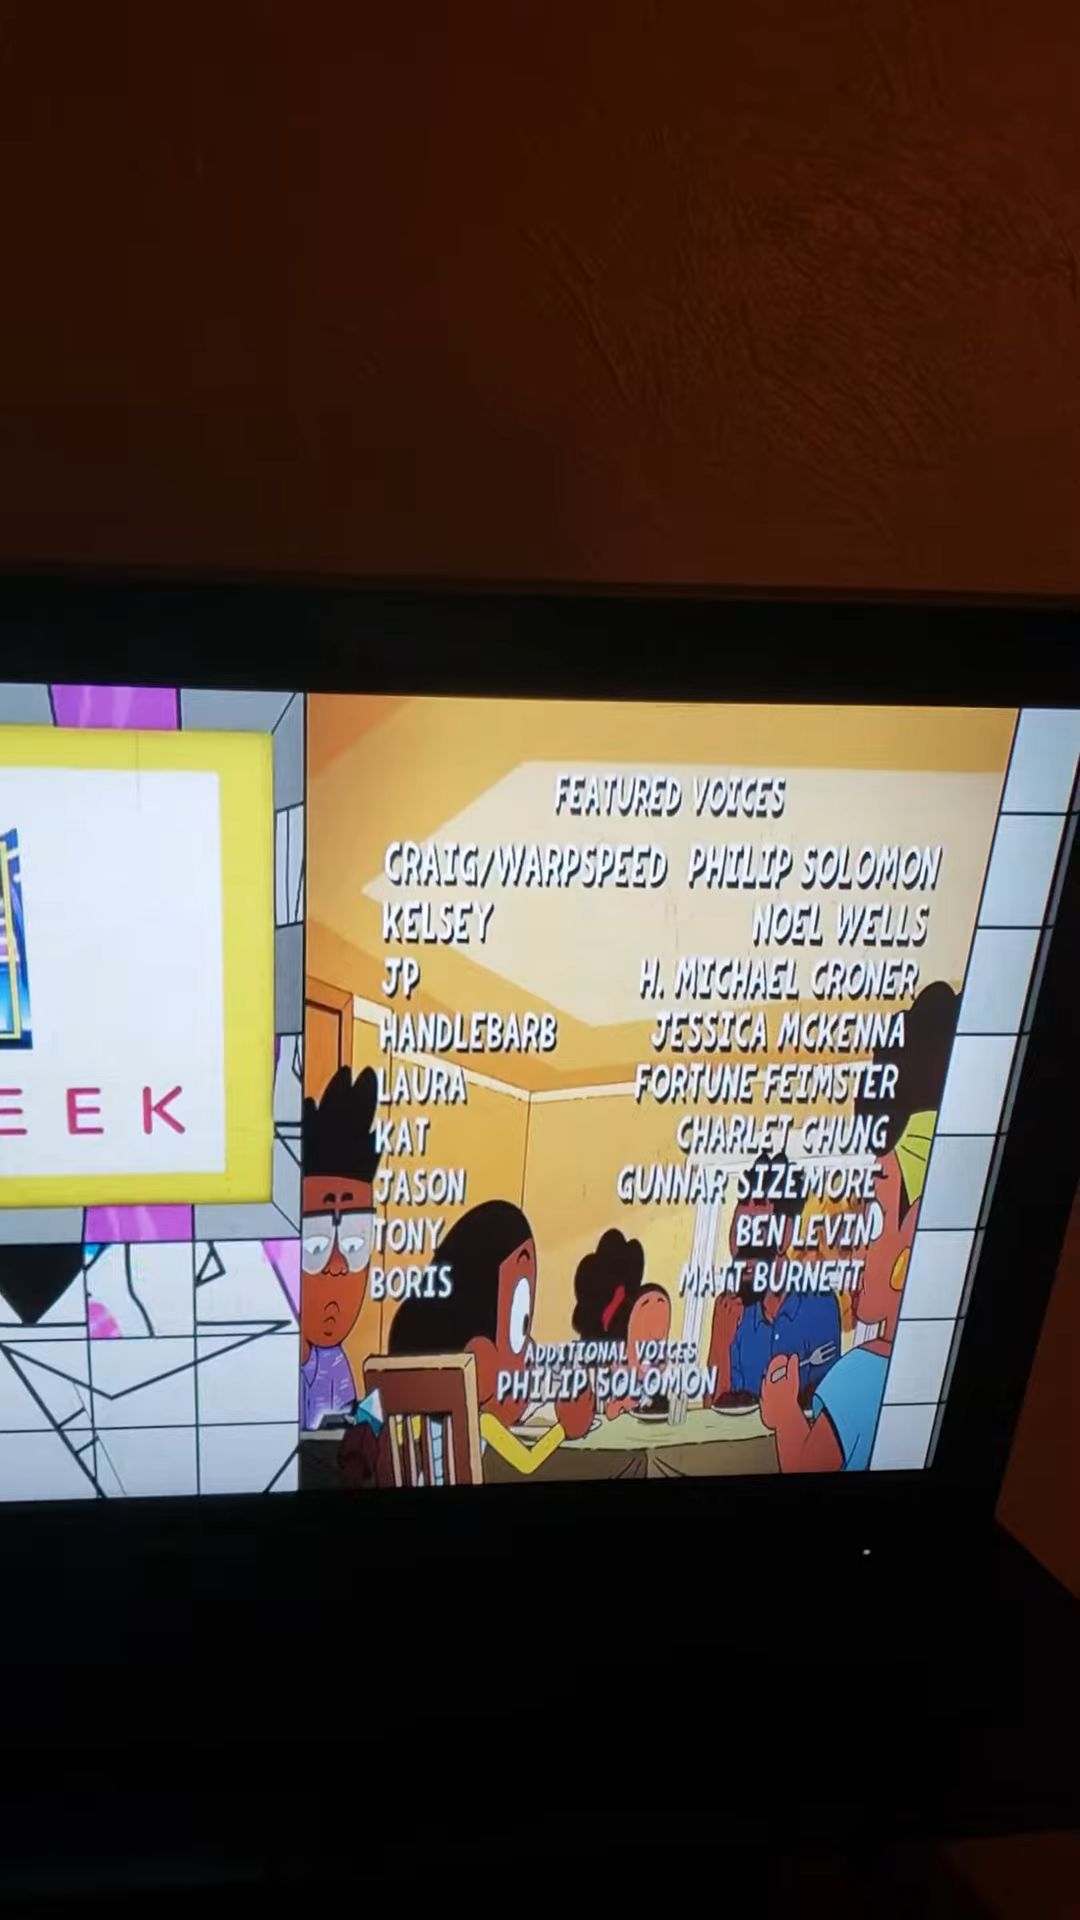 EEK
FEATURED VOICES
CRAIG/WARPSPEED PHILIP SOLOMON
KELSEY NOEL WELLS
JP H. MICHAEL CRONER
HANDLEBARB JESSICA MCKENNA
LAURA FORTUNE FEIMSTER
KAT CHARLET CHUNG
JASON GUNNAR SIZEMORE
TONY BEN LEVIN
BORIS MATT BURNETT
ADDITIONAL VOICES
PHILIP SOLOMON